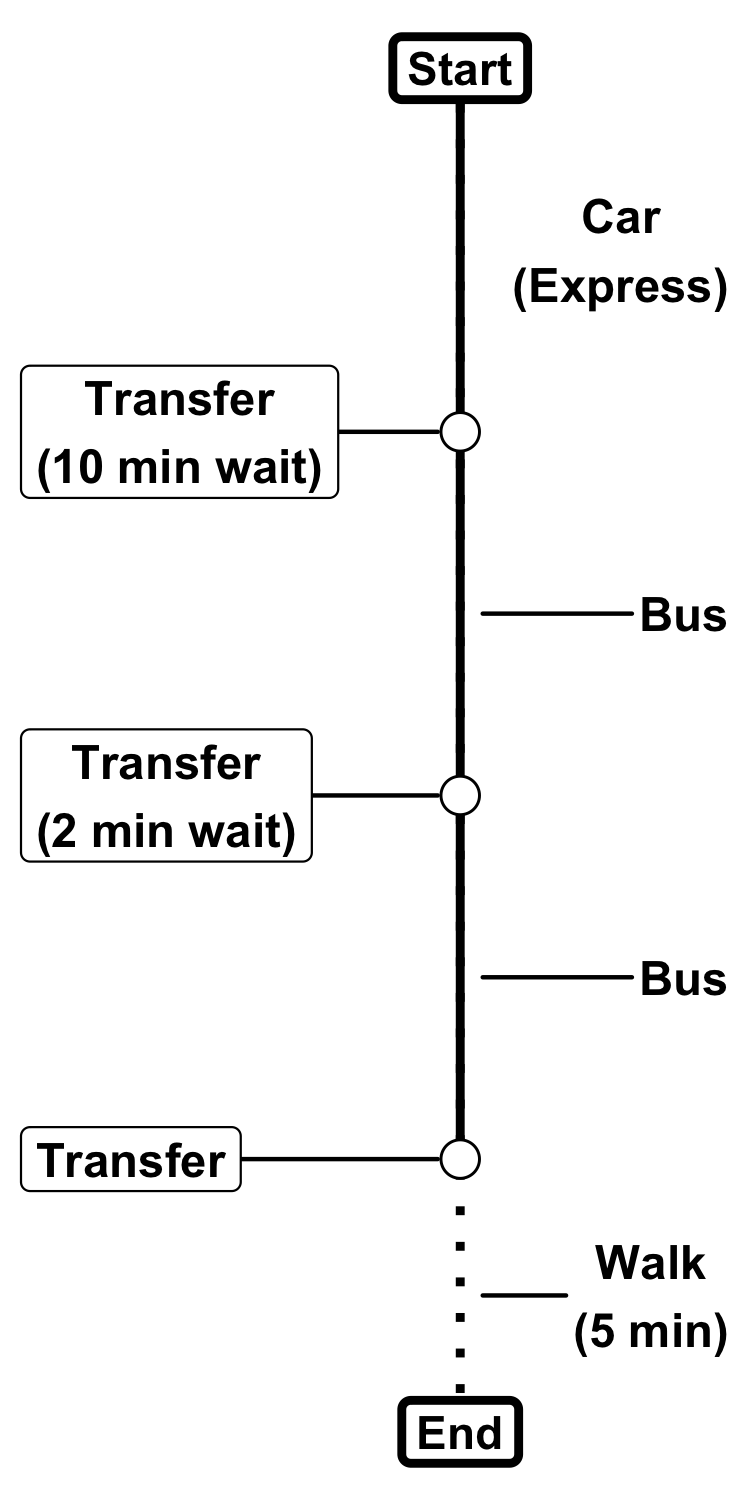 Start
Car
(Express)
Transfer
(10 min wait)
Bus
Transfer
(2 min wait)
Bus
Transfer
Walk
(5 min)
End